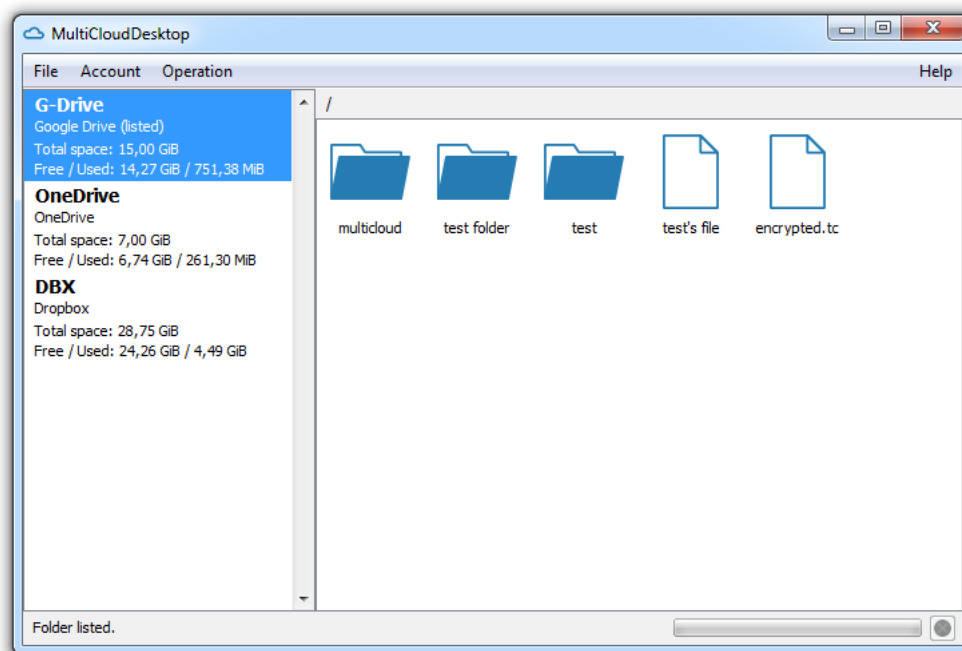 MultiCloudDesktop
File Account Operation Help
G-Drive
Google Drive (listed)
Total space: 15,00 GiB
Free / Used: 14,27 GiB / 751,38 MiB
OneDrive
OneDrive
Total space: 7,00 GiB
Free / Used: 6,74 GiB / 261,30 MiB
DBX
Dropbox
Total space: 28,75 GiB
Free / Used: 24,26 GiB / 4,49 GiB
/
multicloud test folder test test's file encrypted.tc
Folder listed.